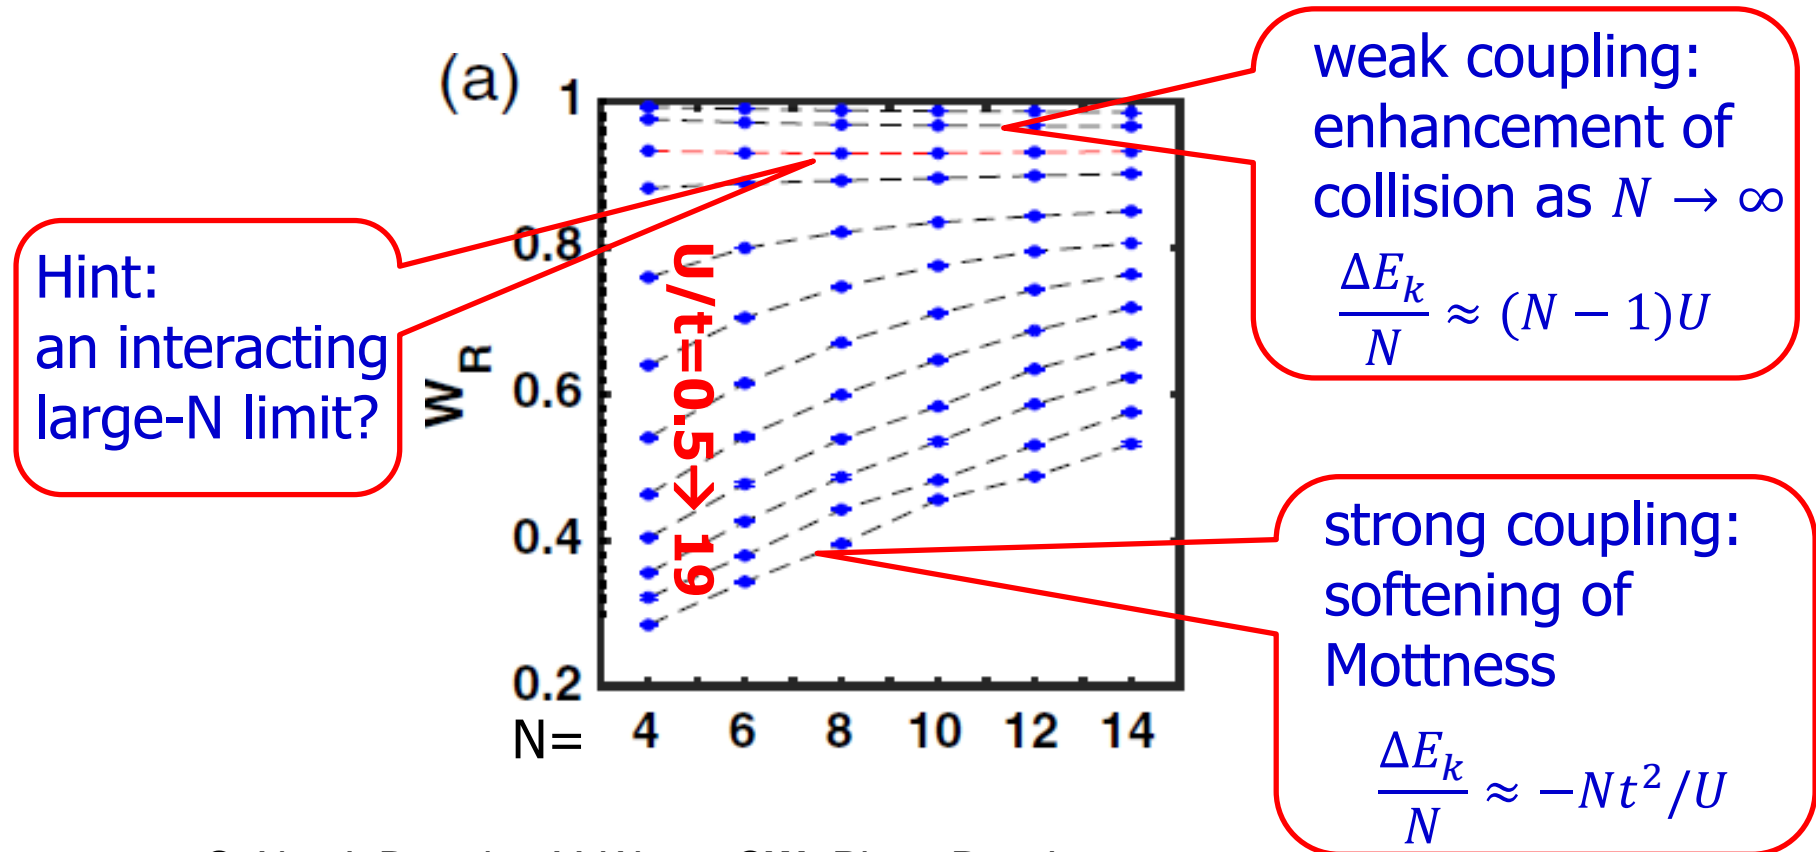 (a)
1
0.8
0.6
0.4
0.2
W_R
U/t=0.5→19
N=
4 6 8 10 12 14
Hint:
an interacting
large-N limit?
weak coupling:
enhancement of
collision as N → ∞
ΔE_k/N ≈ (N − 1)U
strong coupling:
softening of
Mottness
ΔE_k/N ≈ −Nt²/U